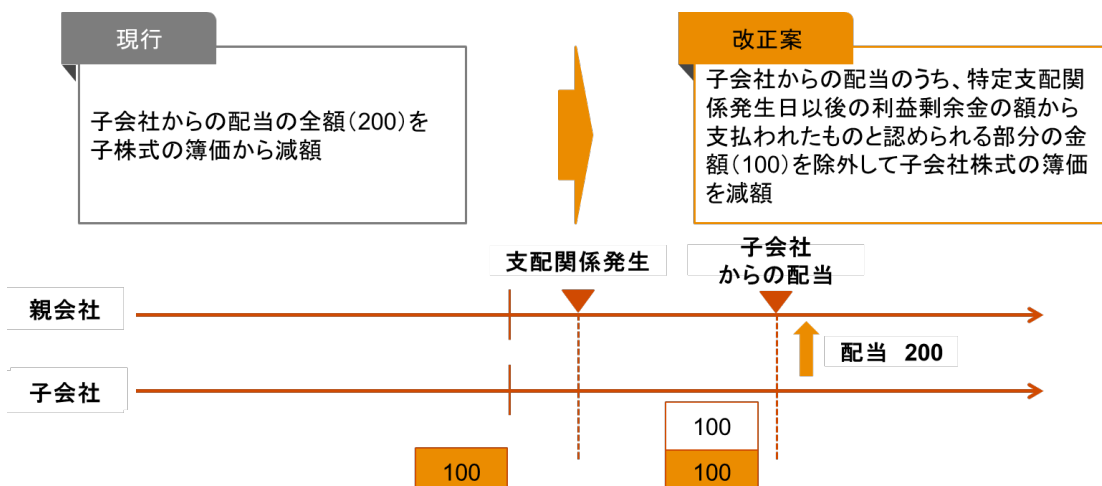 現行
子会社からの配当の全額(200)を
子株式の簿価から減額
改正案
子会社からの配当のうち、特定支配関
係発生日以後の利益剰余金の額から
支払われたものと認められる部分の金
額(100)を除外して子会社株式の簿価
を減額
支配関係発生
子会社
からの配当
親会社
配当 200
子会社
100
100
100